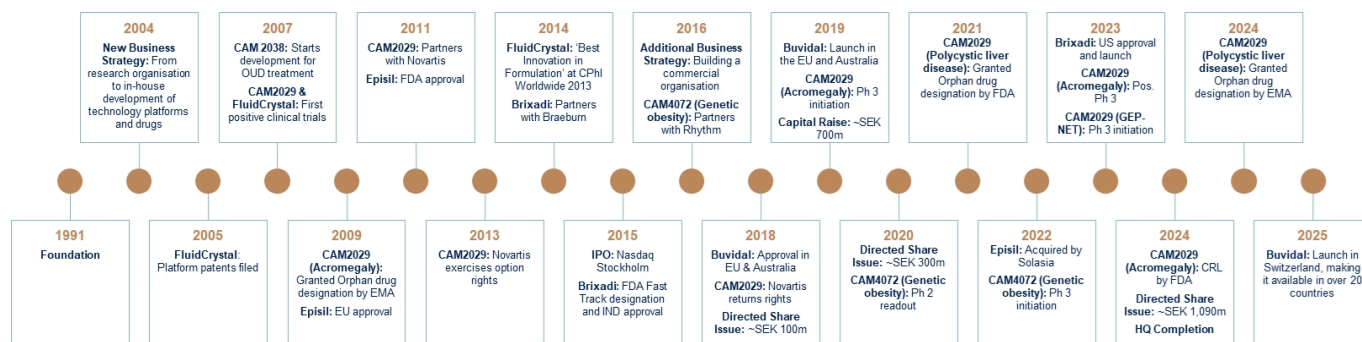 2004
New Business
Strategy: From
research organisation
to in-house
development of
technology platforms
and drugs
2007
CAM 2038: Starts
development for
OUD treatment
CAM2029 &
FluidCrystal: First
positive clinical trials
2011
CAM2029: Partners
with Novartis
Episil: FDA approval
2014
FluidCrystal: ‘Best
Innovation in
Formulation’ at CPhI
Worldwide 2013
Brixadi: Partners
with Braeburn
2016
Additional Business
Strategy: Building a
commercial
organisation
CAM4072 (Genetic
obesity): Partners
with Rhythm
2019
Buvidal: Launch in
the EU and Australia
CAM2029
(Acromegaly): Ph 3
initiation
Capital Raise: ~SEK
700m
2021
CAM2029
(Polycystic liver
disease): Granted
Orphan drug
designation by FDA
2023
Brixadi: US approval
and launch
CAM2029
(Acromegaly): Pos.
Ph 3
CAM2029 (GEP-
NET): Ph 3 initiation
2024
CAM2029
(Polycystic liver
disease): Granted
Orphan drug
designation by EMA
1991
Foundation
2005
FluidCrystal:
Platform patents filed
2009
CAM2029
(Acromegaly):
Granted Orphan drug
designation by EMA
Episil: EU approval
2013
CAM2029: Novartis
exercises option
rights
2015
IPO: Nasdaq
Stockholm
Brixadi: FDA Fast
Track designation
and IND approval
2018
Buvidal: Approval in
EU & Australia
CAM2029: Novartis
returns rights
Directed Share
Issue: ~SEK 100m
2020
Directed Share
Issue: ~SEK 300m
CAM4072 (Genetic
obesity): Ph 2
readout
2022
Episil: Acquired by
Solasia
CAM4072 (Genetic
obesity): Ph 3
initiation
2024
CAM2029
(Acromegaly): CRL
by FDA
Directed Share
Issue: ~SEK 1,090m
HQ Completion
2025
Buvidal: Launch in
Switzerland, making
it available in over 20
countries